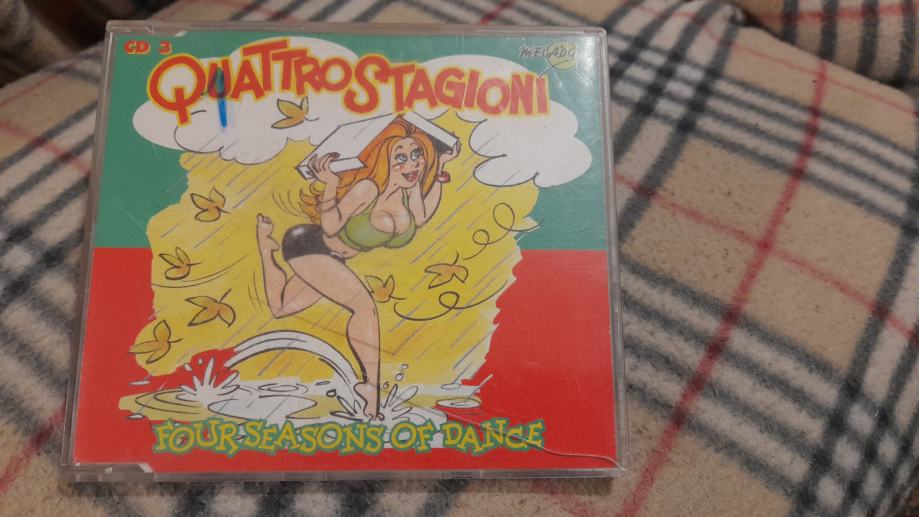 CD 3
QUATTRO STAGIONI
MEGADO
FOUR SEASONS OF DANCE